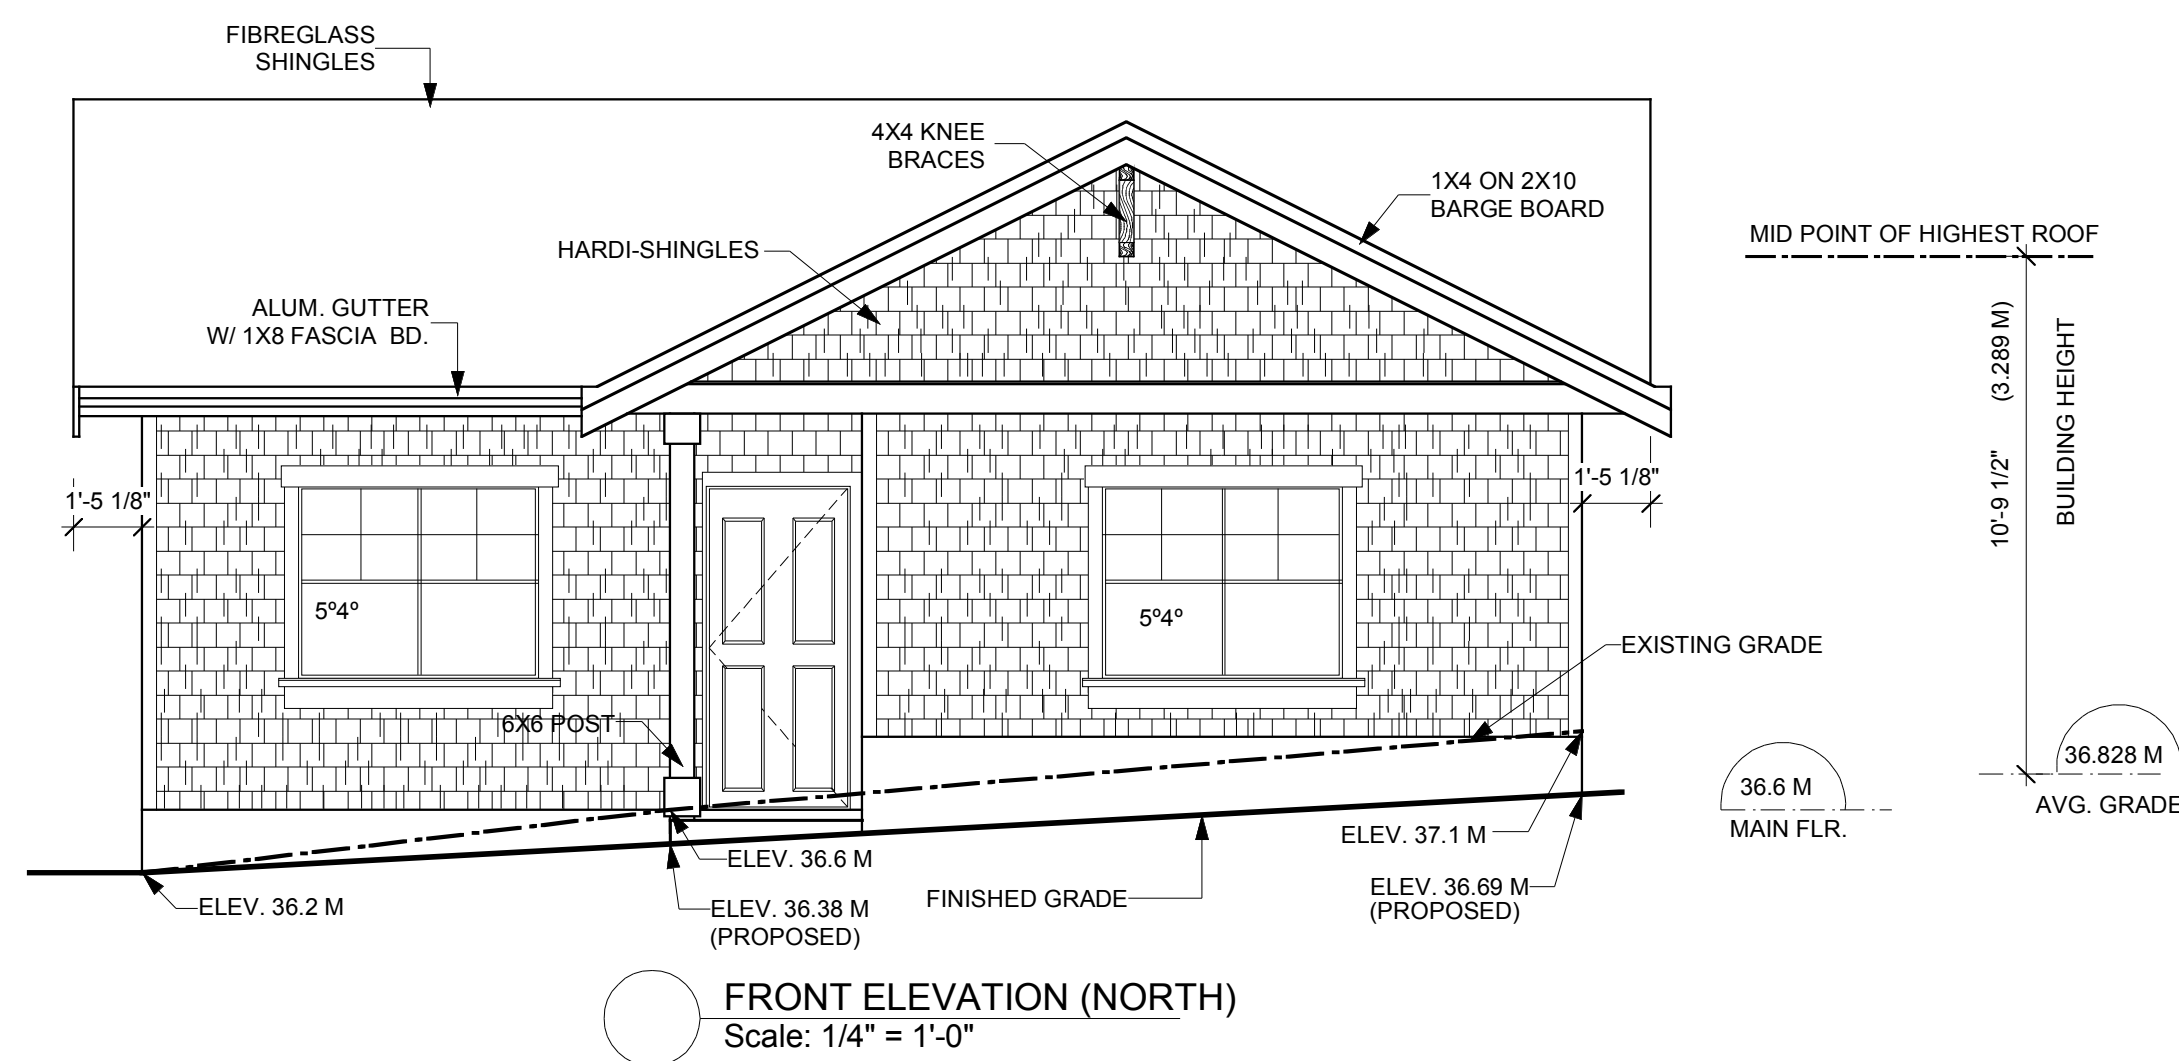 FIBREGLASS
SHINGLES
4X4 KNEE
BRACES
1X4 ON 2X10
BARGE BOARD
MID POINT OF HIGHEST ROOF
HARDI-SHINGLES
ALUM. GUTTER
W/ 1X8 FASCIA BD.
10'-9 1/2" (3.289 M)
BUILDING HEIGHT
1'-5 1/8"
1'-5 1/8"
5º4º
5º4º
EXISTING GRADE
6X6 POST
36.828 M
AVG. GRADE
36.6 M
MAIN FLR.
ELEV. 37.1 M
ELEV. 36.6 M
ELEV. 36.2 M
ELEV. 36.38 M
(PROPOSED)
FINISHED GRADE
ELEV. 36.69 M
(PROPOSED)
FRONT ELEVATION (NORTH)
Scale: 1/4" = 1'-0"